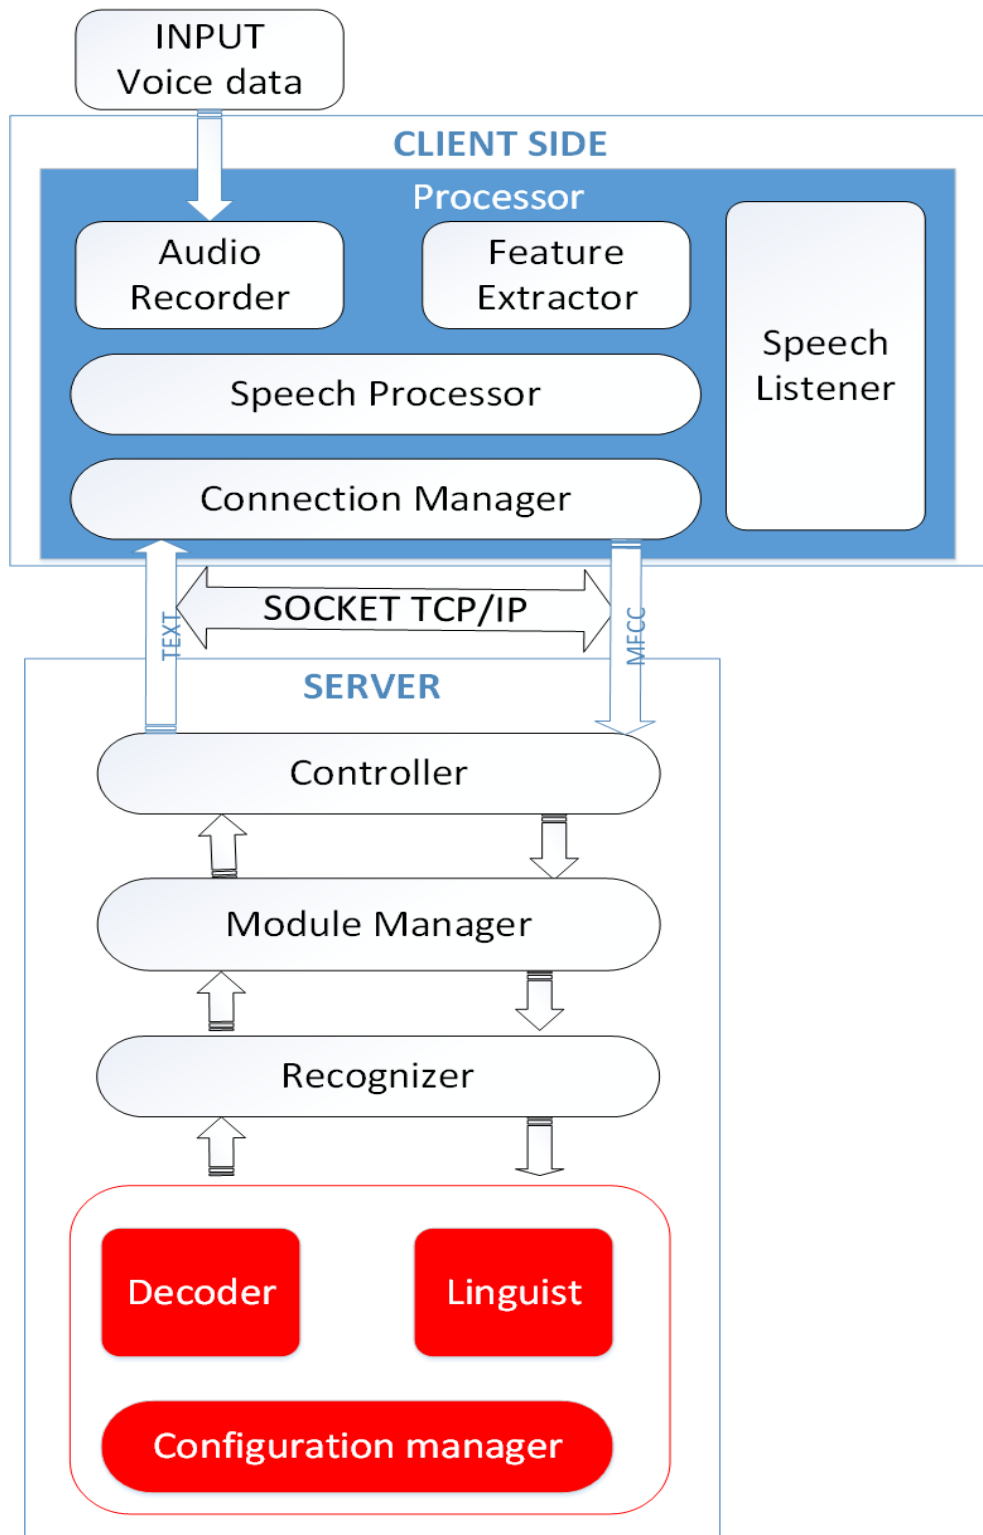 INPUT
Voice data
CLIENT SIDE
Processor
Audio
Recorder
Feature
Extractor
Speech
Listener
Speech Processor
Connection Manager
TEXT
SOCKET TCP/IP
MFCC
SERVER
Controller
Module Manager
Recognizer
Decoder
Linguist
Configuration manager